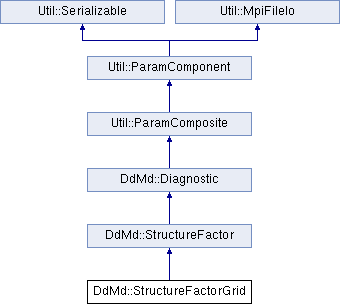 Util::Serializable
Util::MpiFileIo
Util::ParamComponent
Util::ParamComposite
DdMd::Diagnostic
DdMd::StructureFactor
DdMd::StructureFactorGrid